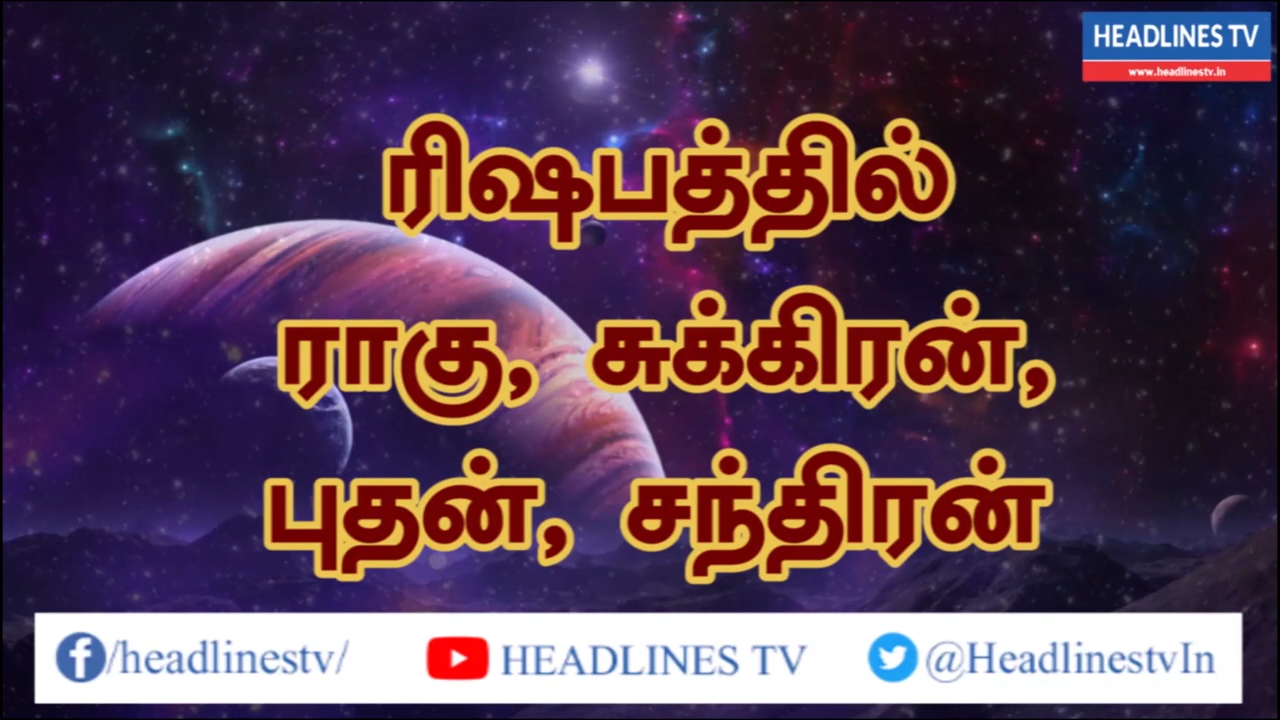 HEADLINES TV
www.headlinestv.in
ரிஷபத்தில்
ராகு, சுக்கிரன்,
புதன், சந்திரன்
/headlinestv/ HEADLINES TV @HeadlinestvIn